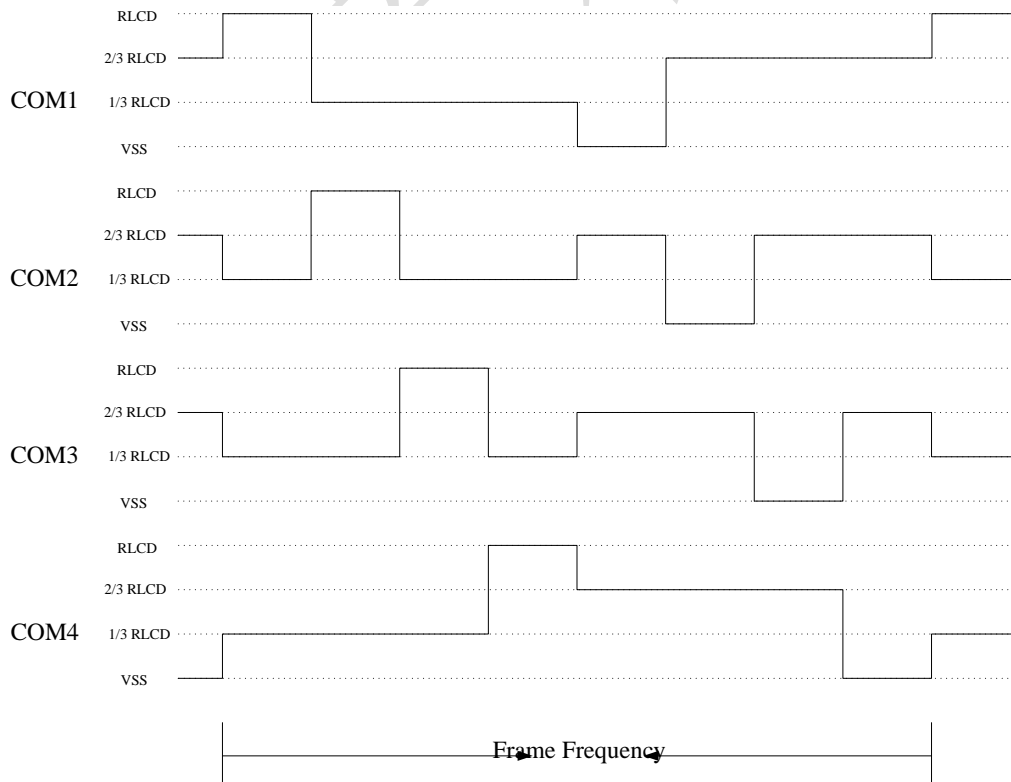 RLCD
2/3 RLCD
COM1
1/3 RLCD
VSS
RLCD
2/3 RLCD
COM2
1/3 RLCD
VSS
RLCD
2/3 RLCD
COM3
1/3 RLCD
VSS
RLCD
2/3 RLCD
COM4
1/3 RLCD
VSS
Frame Frequency